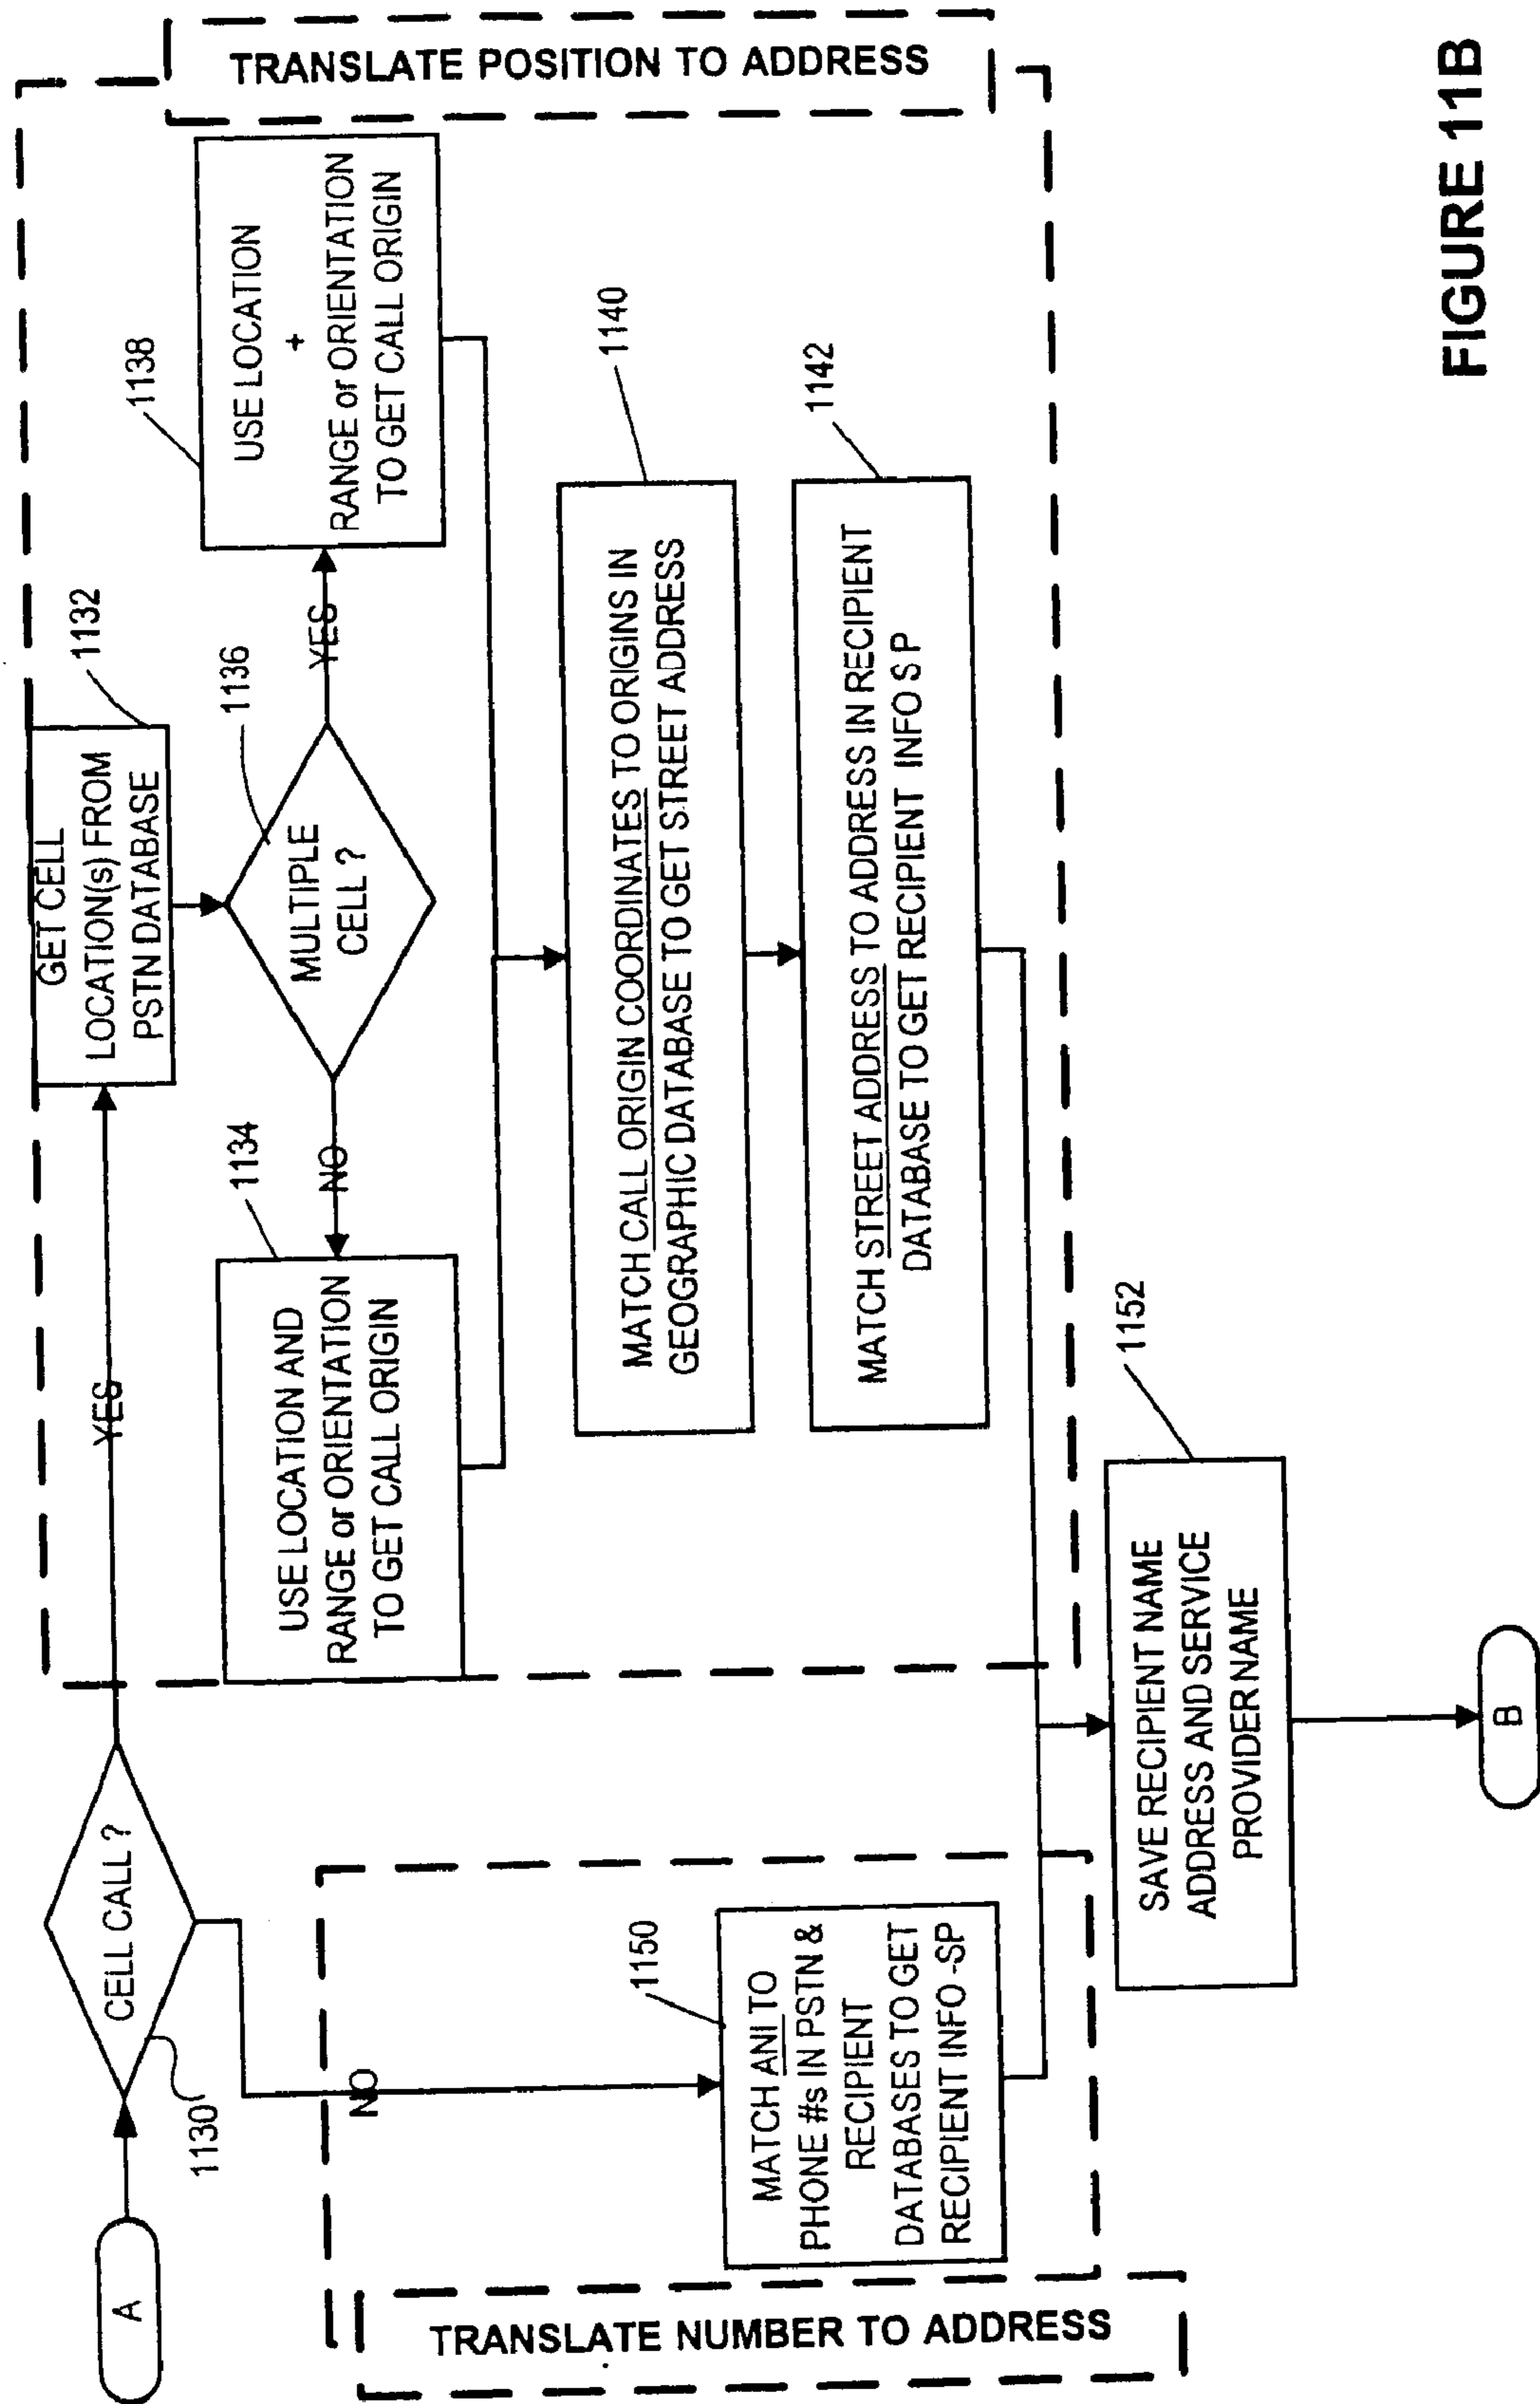 A
CELL CALL ?
1130
YES
NO
GET CELL
LOCATION(s) FROM
PSTN DATABASE
1132
MULTIPLE
CELL ?
1136
NO
YES
USE LOCATION AND
RANGE or ORIENTATION
TO GET CALL ORIGIN
1134
USE LOCATION
+
RANGE or ORIENTATION
TO GET CALL ORIGIN
1138
TRANSLATE POSITION TO ADDRESS
MATCH CALL ORIGIN COORDINATES TO ORIGINS IN
GEOGRAPHIC DATABASE TO GET STREET ADDRESS
1140
MATCH STREET ADDRESS TO ADDRESS IN RECIPIENT
DATABASE TO GET RECIPIENT INFO S P
1142
MATCH ANI TO
PHONE #s IN PSTN &
RECIPIENT
DATABASES TO GET
RECIPIENT INFO -SP
1150
TRANSLATE NUMBER TO ADDRESS
SAVE RECIPIENT NAME
ADDRESS AND SERVICE
PROVIDER NAME
1152
B
FIGURE 11B